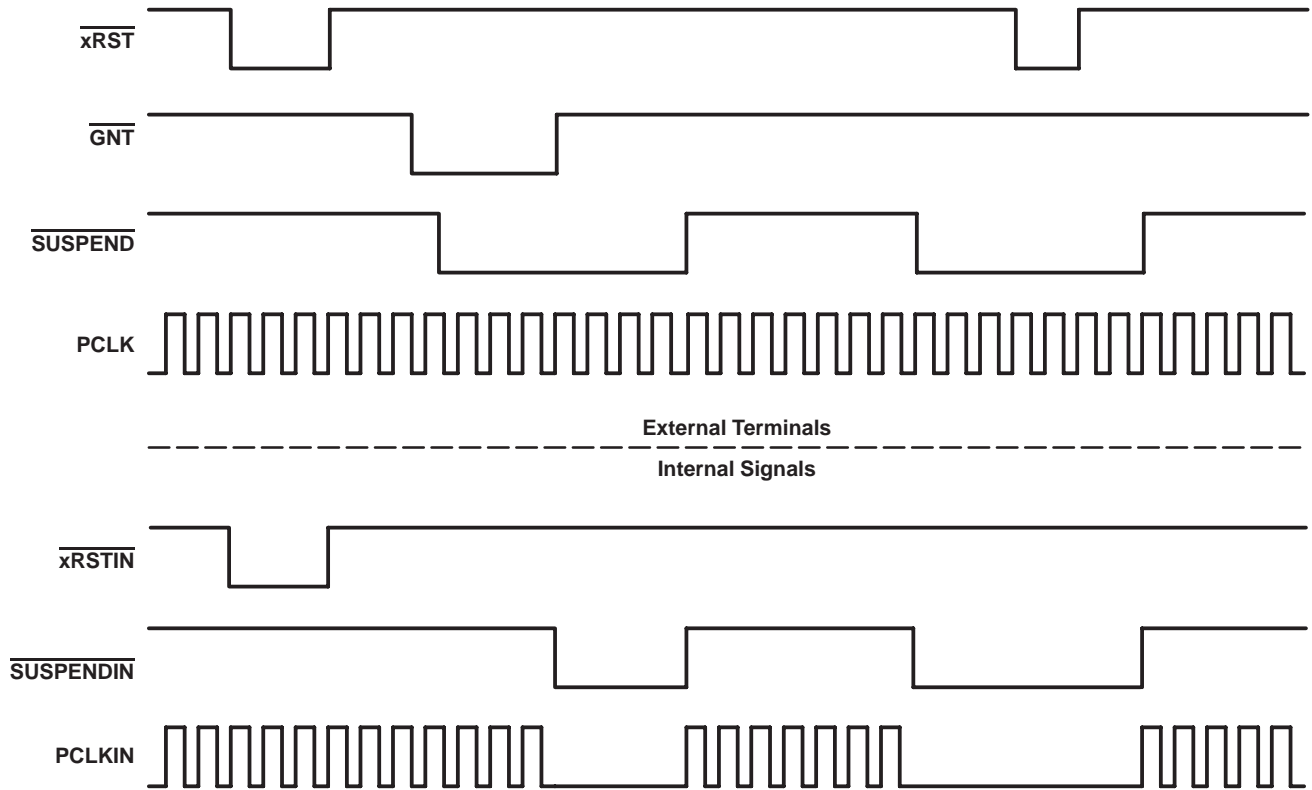 xRST
GNT
SUSPEND
PCLK
External Terminals
Internal Signals
xRSTIN
SUSPENDIN
PCLKIN